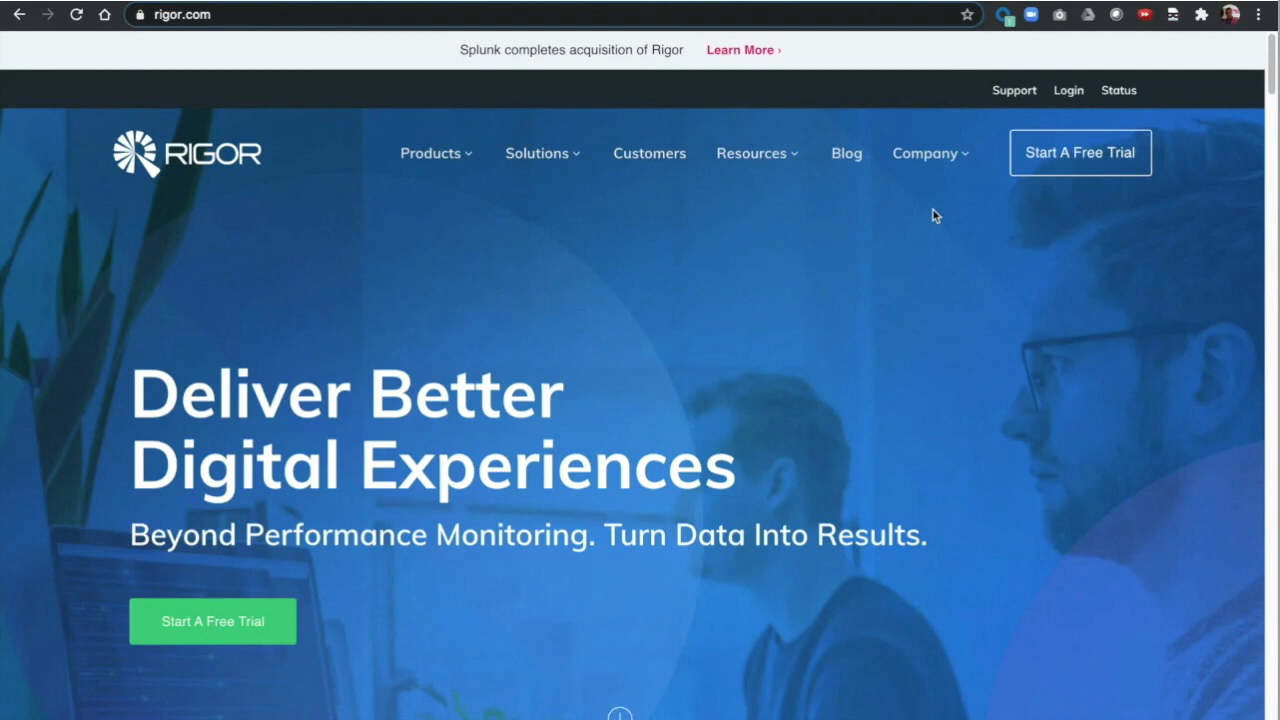 rigor.com
Splunk completes acquisition of Rigor Learn More ›
Support Login Status
RIGOR Products Solutions Customers Resources Blog Company Start A Free Trial
Deliver Better
Digital Experiences
Beyond Performance Monitoring. Turn Data Into Results.
Start A Free Trial